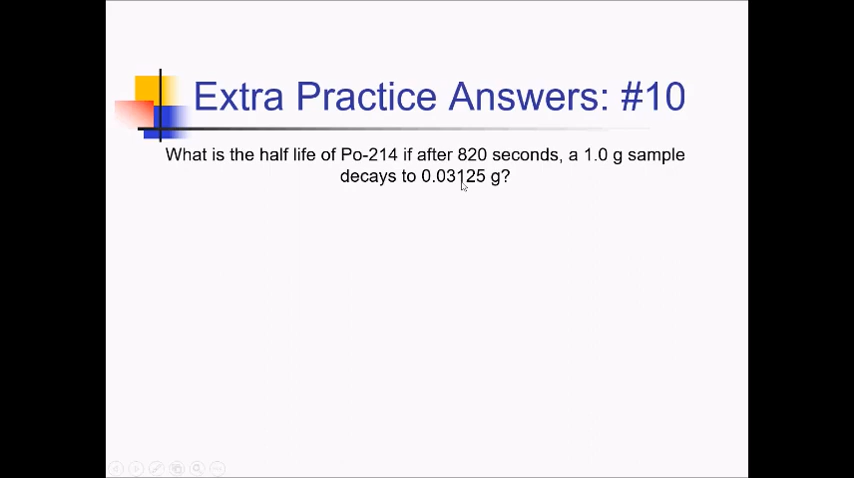 Extra Practice Answers: #10
What is the half life of Po-214 if after 820 seconds, a 1.0 g sample
decays to 0.03125 g?